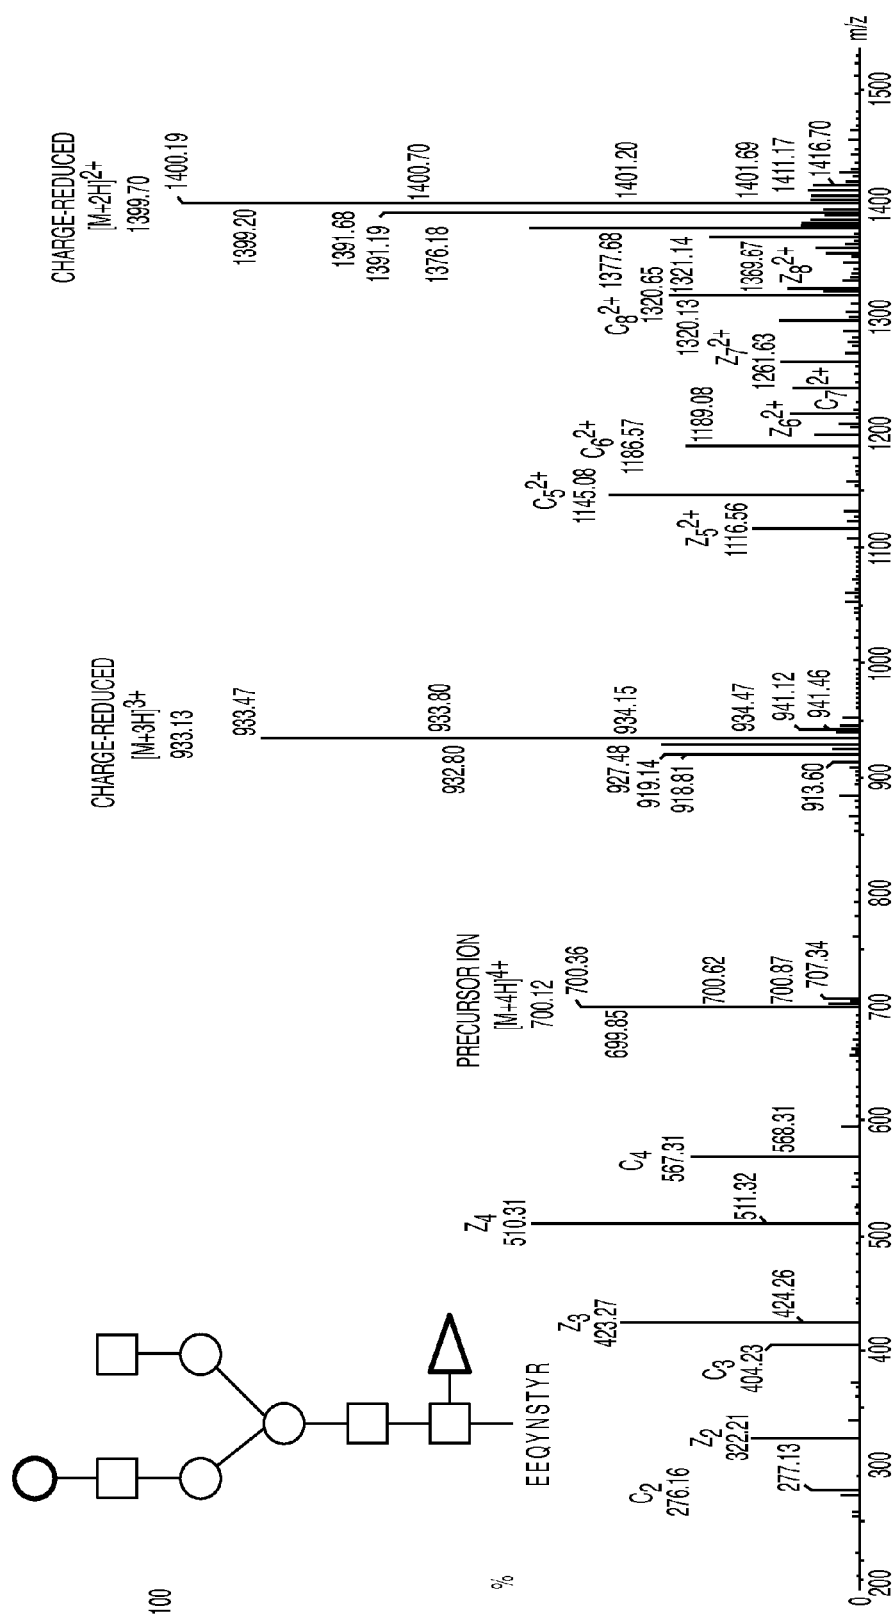 100
%
0
EEQYNSTYR
C2
276.16
277.13
Z2
322.21
C3
404.23
Z3
423.27
424.26
Z4
510.31
511.32
C4
567.31
568.31
PRECURSOR ION
[M+4H]4+
700.12
700.36
699.85
700.62
700.87
707.34
CHARGE-REDUCED
[M+3H]3+
933.13
933.47
932.80
933.80
927.48
919.14
918.81
934.15
934.47
941.12
941.46
913.60
Z5 2+
1116.56
C5 2+
1145.08
C6 2+
1186.57
1189.08
Z6 2+
C7 2+
Z7 2+
1261.63
C8 2+
1320.65
1320.13
1321.14
1377.68
1369.67
Z8 2+
CHARGE-REDUCED
[M+2H]2+
1399.70
1400.19
1399.20
1391.68
1391.19
1376.18
1400.70
1401.20
1401.69
1411.17
1416.70
200 300 400 500 600 700 800 900 1000 1100 1200 1300 1400 1500 m/z